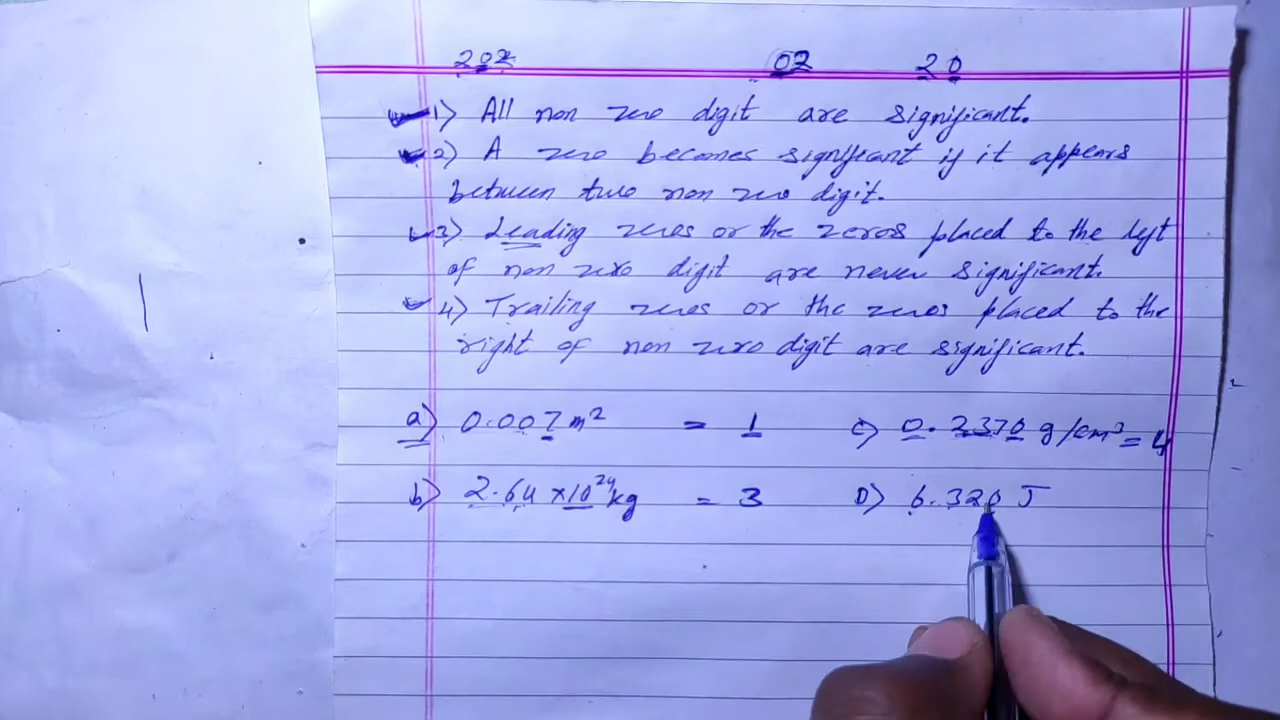 202 02 20
1) All non zero digit are significant.
2) A zero becomes significant if it appears
between two non zero digit.
3) Leading zeros or the zeros placed to the left
of non zero digit are never significant.
4) Trailing zeros or the zeros placed to the
right of non zero digit are significant.
a) 0.007 m² = 1 c) 0.2370 g/cm³ = 4
b) 2.64 × 10²⁴ kg = 3 D) 6.320 J